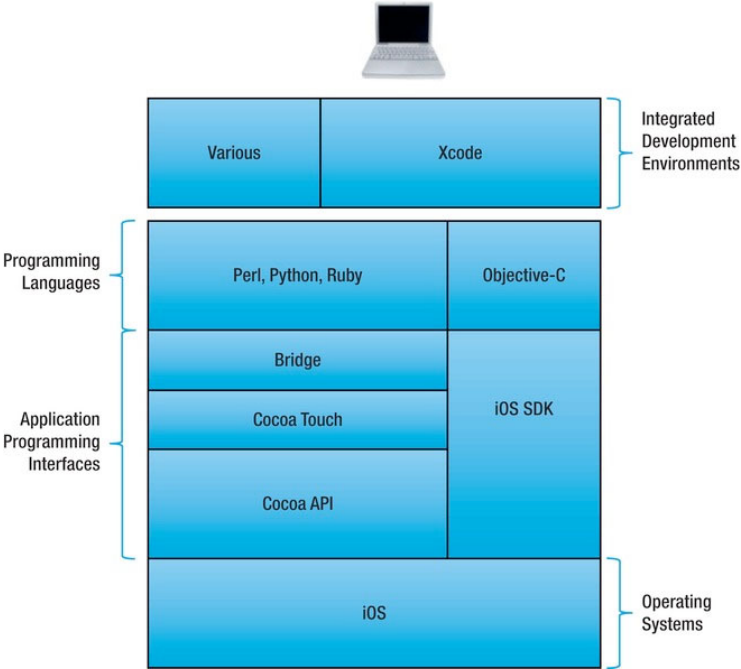 Various
Xcode
Integrated
Development
Environments
Programming
Languages
Perl, Python, Ruby
Objective-C
Application
Programming
Interfaces
Bridge
Cocoa Touch
Cocoa API
iOS SDK
iOS
Operating
Systems